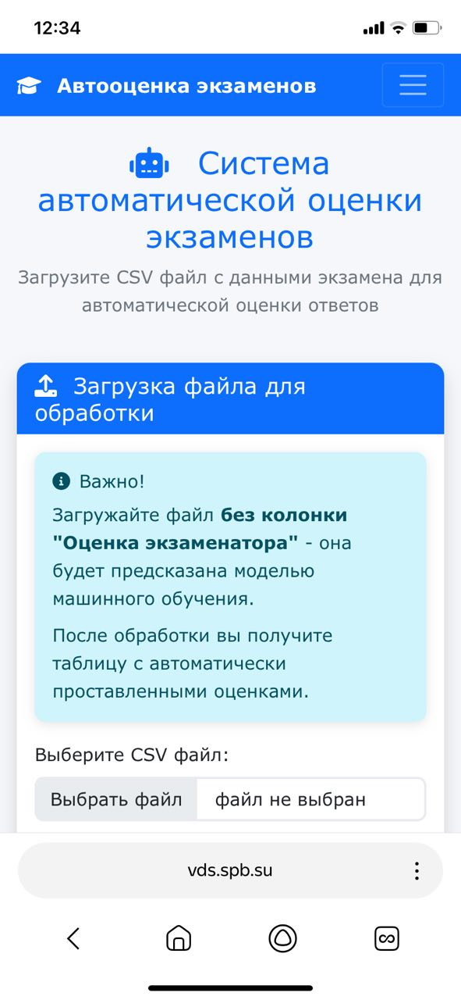 12:34
Автооценка экзаменов
Система
автоматической оценки
экзаменов
Загрузите CSV файл с данными экзамена для
автоматической оценки ответов
Загрузка файла для
обработки
Важно!
Загружайте файл без колонки
"Оценка экзаменатора" - она
будет предсказана моделью
машинного обучения.
После обработки вы получите
таблицу с автоматически
проставленными оценками.
Выберите CSV файл:
Выбрать файл файл не выбран
vds.spb.su